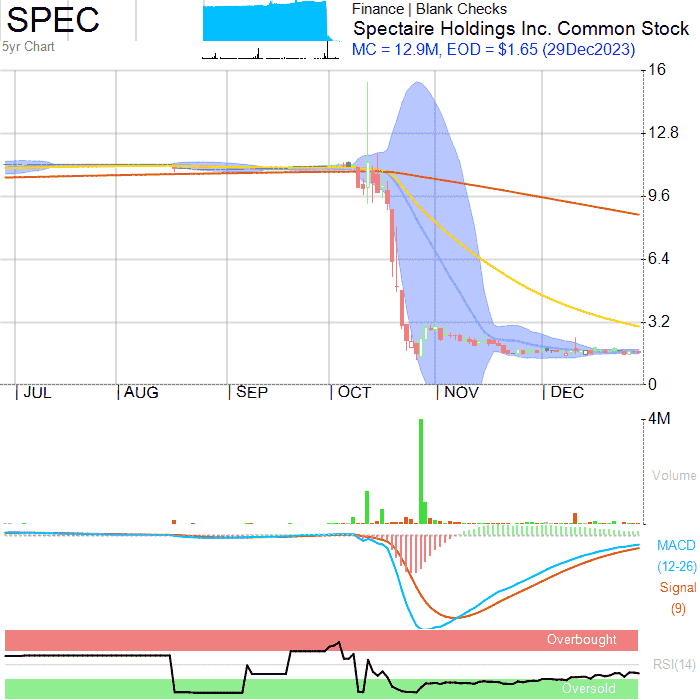 SPEC
5yr Chart
Finance | Blank Checks
Spectaire Holdings Inc. Common Stock
MC = 12.9M, EOD = $1.65 (29Dec2023)
16
12.8
9.6
6.4
3.2
0
JUL AUG SEP OCT NOV DEC
4M
Volume
MACD
(12-26)
Signal
(9)
Overbought
RSI(14)
Oversold